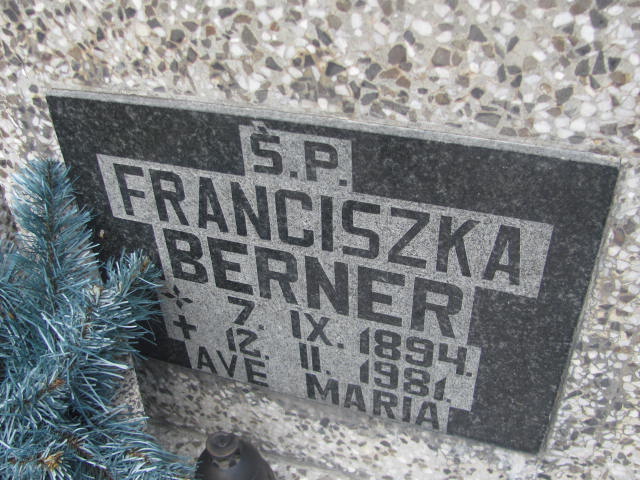 Ś.P.
FRANCISZKA
BERNER
7. IX. 1894.
+ 12. II. 1981.
AVE MARIA